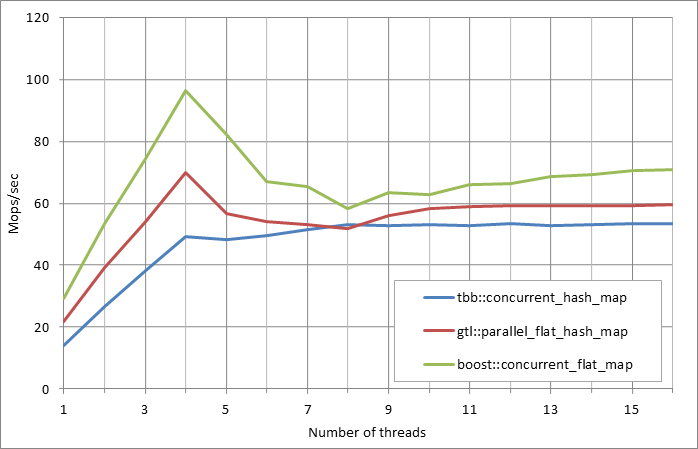 120
100
80
60
40
20
0
Mops/sec
1 3 5 7 9 11 13 15
Number of threads
tbb::concurrent_hash_map
gtl::parallel_flat_hash_map
boost::concurrent_flat_map